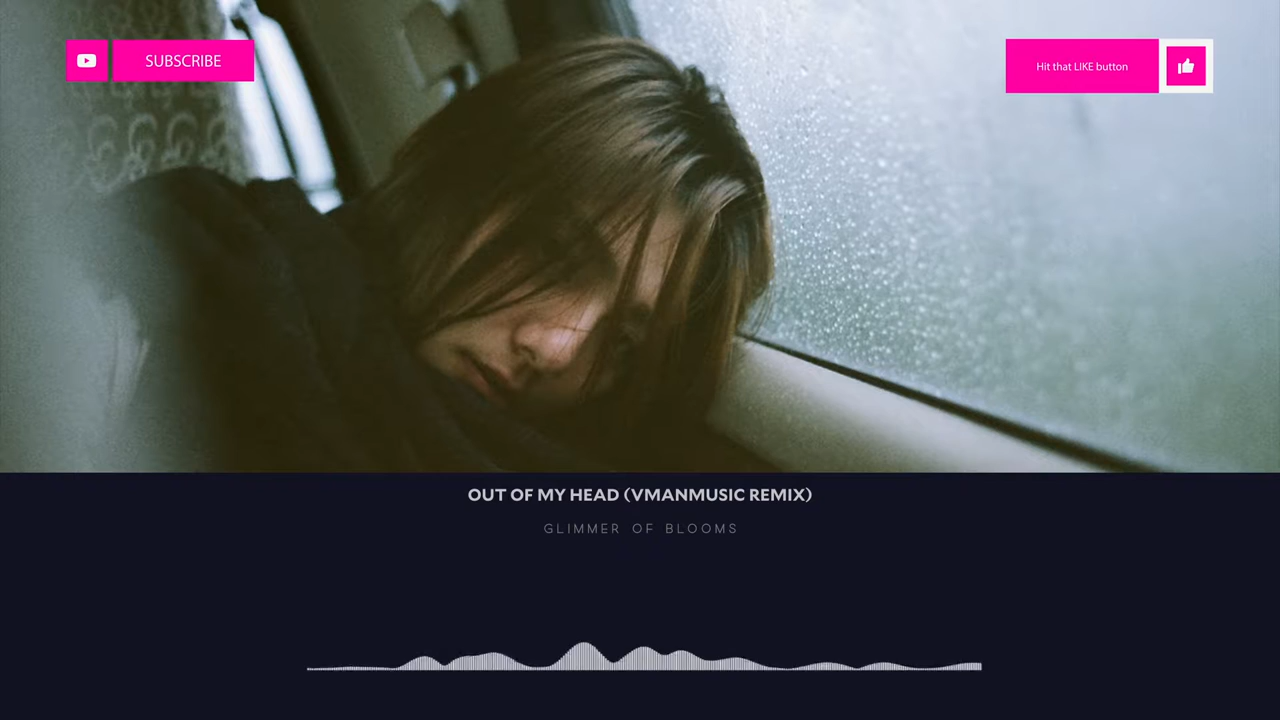 SUBSCRIBE
Hit that LIKE button
OUT OF MY HEAD (VMANMUSIC REMIX)
GLIMMER OF BLOOMS